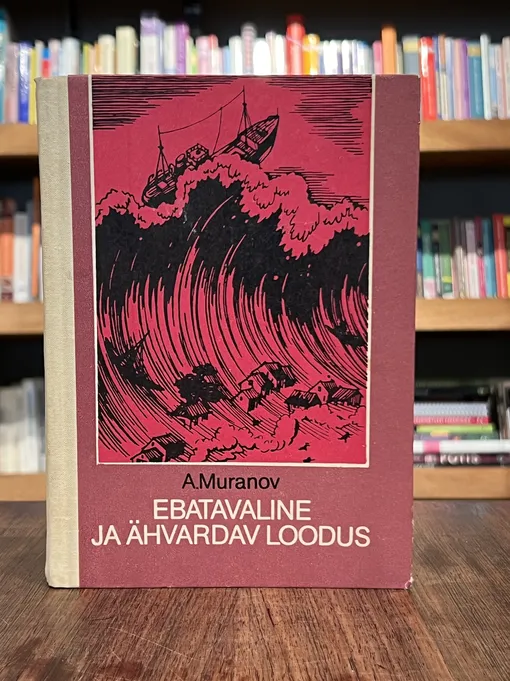 A.Muranov
EBATAVALINE
JA ÄHVARDAV LOODUS